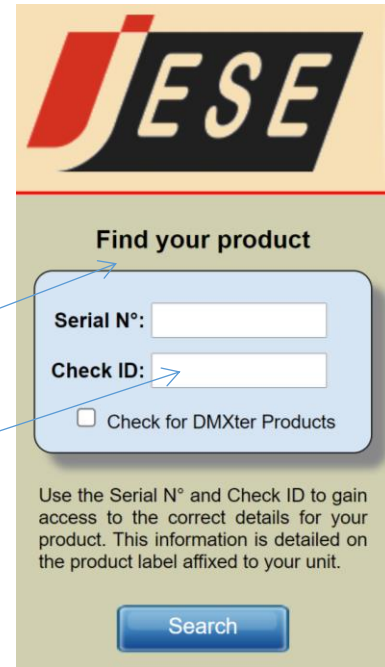 jESE
Find your product
Serial N°:
Check ID:
Check for DMXter Products
Use the Serial N° and Check ID to gain
access to the correct details for your
product. This information is detailed on
the product label affixed to your unit.
Search